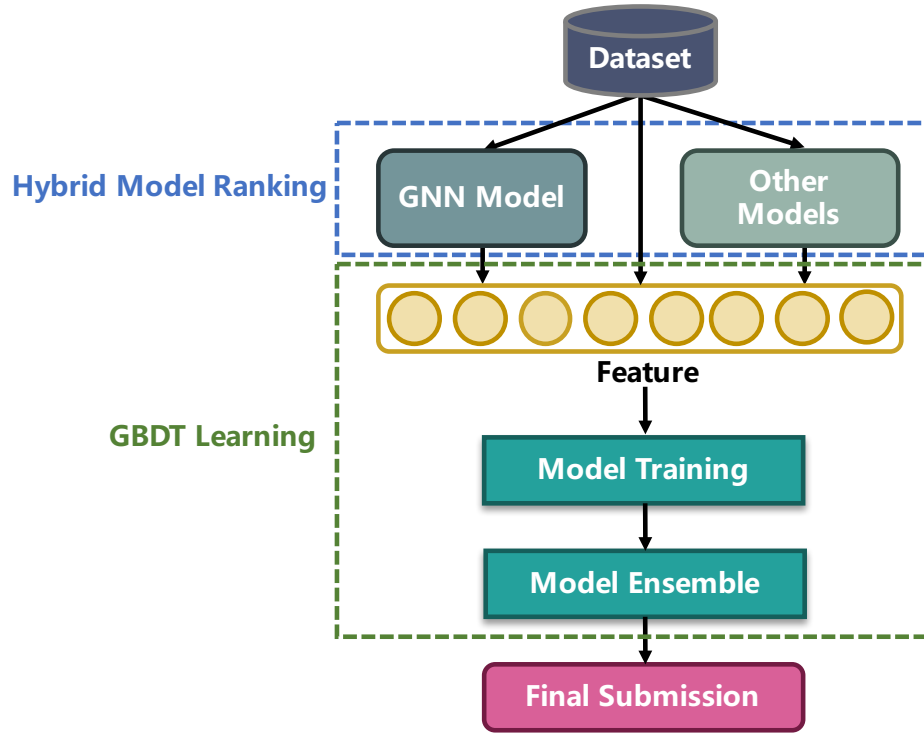 Dataset
Hybrid Model Ranking
GNN Model
Other
Models
Feature
GBDT Learning
Model Training
Model Ensemble
Final Submission